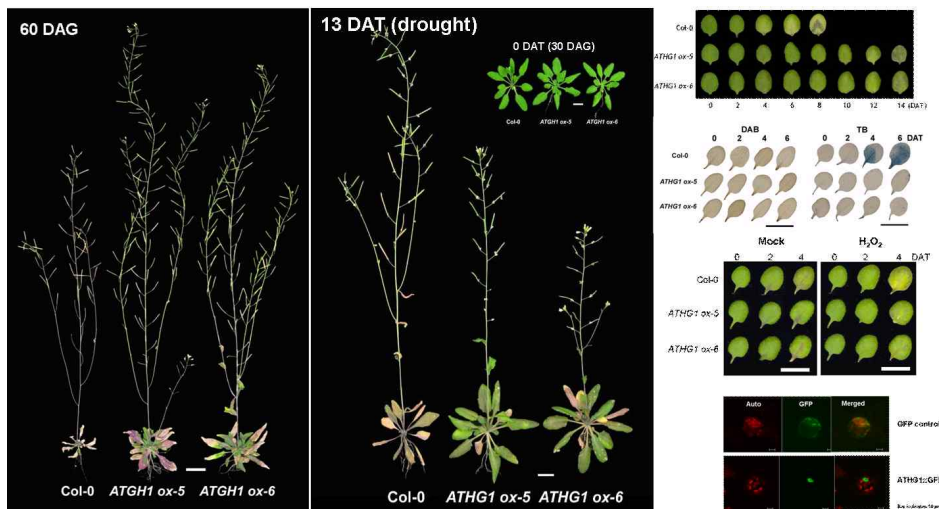 60 DAG
Col-0 ATGH1 ox-5 ATGH1 ox-6
13 DAT (drought)
0 DAT (30 DAG)
Col-0 ATGH1 ox-5 ATHG1 ox-6
Col-0 ATHG1 ox-5 ATHG1 ox-6
Col-0
ATHG1 ox-5
ATHG1 ox-6
0 2 4 6 8 10 12 14 (DAT)
DAB TB
0 2 4 6 0 2 4 6 DAT
Col-0
ATHG1 ox-5
ATHG1 ox-6
Mock H2O2
0 2 4 0 2 4 DAT
Col-0
ATHG1 ox-5
ATHG1 ox-6
Auto GFP Merged
GFP control
ATHG1::GF